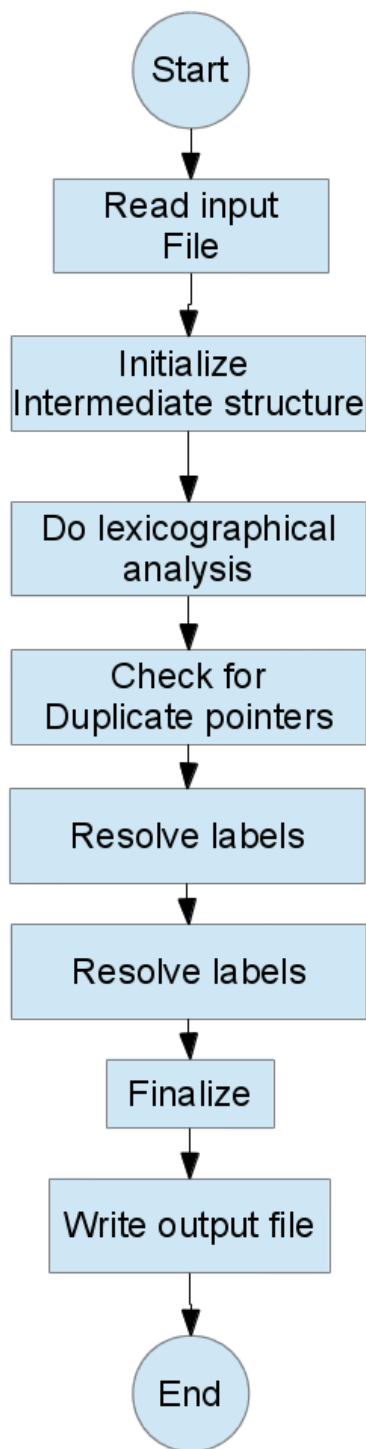 Start
Read input
File
Initialize
Intermediate structure
Do lexicographical
analysis
Check for
Duplicate pointers
Resolve labels
Resolve labels
Finalize
Write output file
End